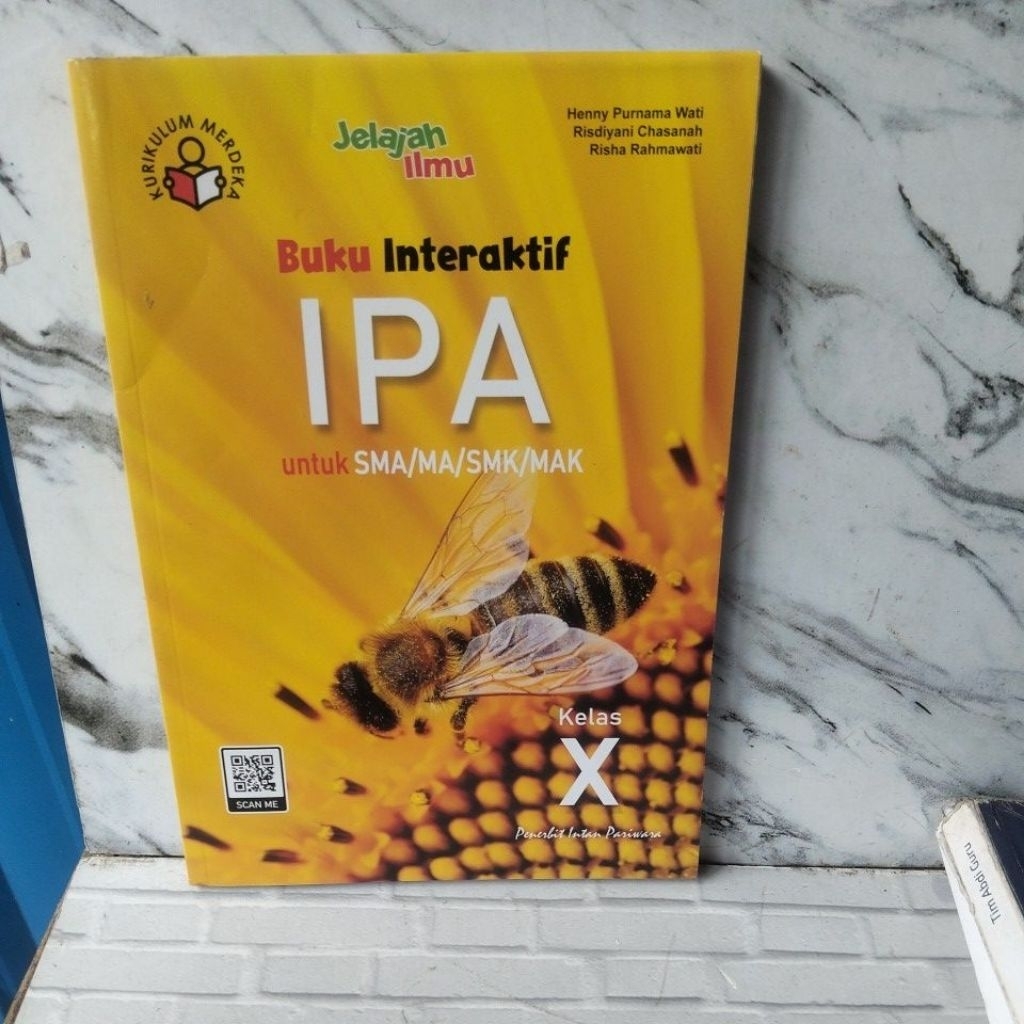 KURIKULUM MERDEKA
Jelajah
Ilmu
Henny Purnama Wati
Risdiyani Chasanah
Risha Rahmawati
Buku Interaktif
IPA
untuk SMA/MA/SMK/MAK
Kelas
X
SCAN ME
Penerbit Intan Pariwara
Tim Abdi Guru